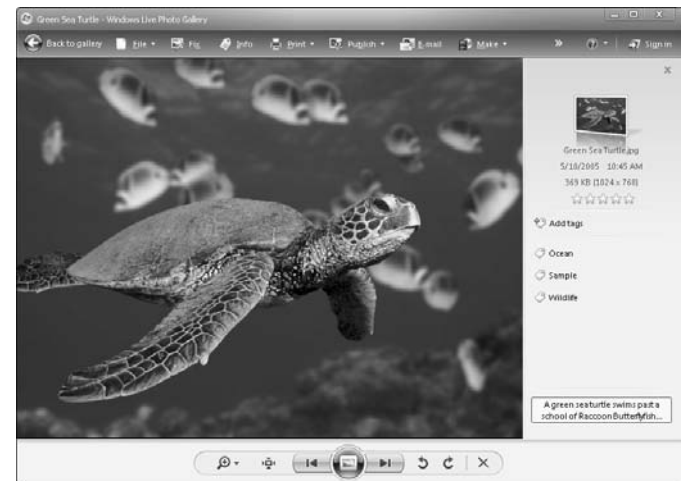 Green Sea Turtle - Windows Live Photo Gallery
Back to gallery File Fix Info Print Publish E-mail Make » Sign in
Green Sea Turtle.jpg
5/10/2005 10:45 AM
369 KB (1024 x 768)
Add tags
Ocean
Sample
Wildlife
A green sea turtle swims past a
school of Raccoon Butterflyfish...